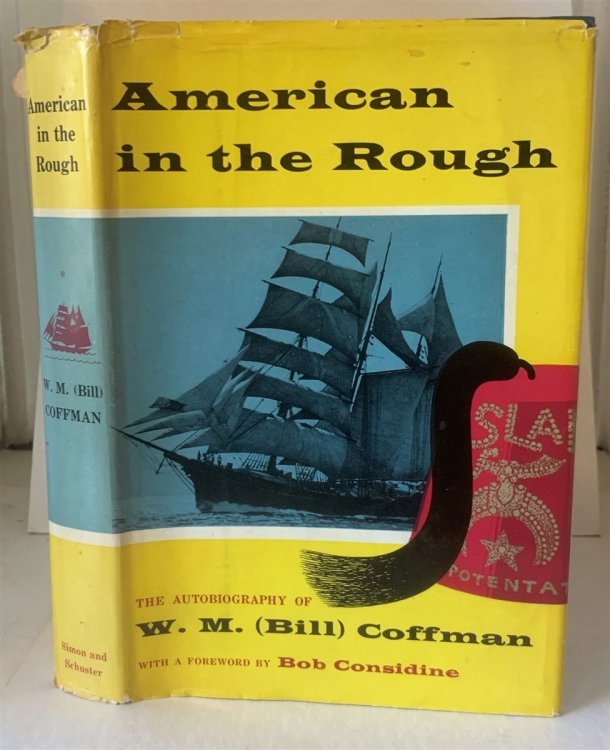 American
in the
Rough
W. M. (Bill)
COFFMAN
Simon and
Schuster
American
in the Rough
SLAM
POTENTAT
THE AUTOBIOGRAPHY OF
W. M. (Bill) Coffman
WITH A FOREWORD BY Bob Considine